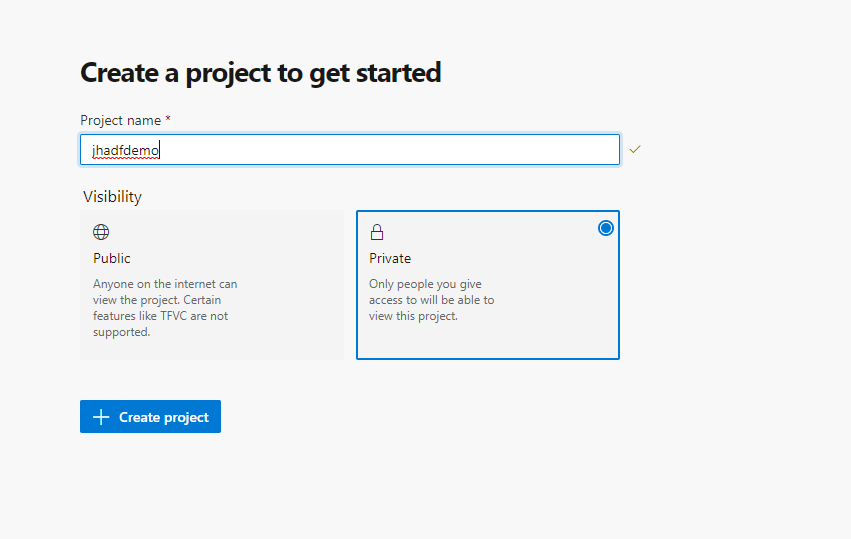 Create a project to get started
Project name *
jhadfdemo
Visibility
Public
Anyone on the internet can
view the project. Certain
features like TFVC are not
supported.
Private
Only people you give
access to will be able to
view this project.
Create project